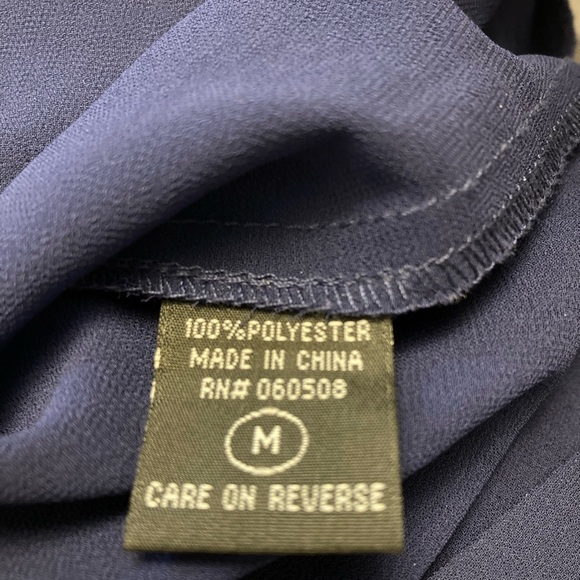 100%POLYESTER
MADE IN CHINA
RN# 060508
M
CARE ON REVERSE